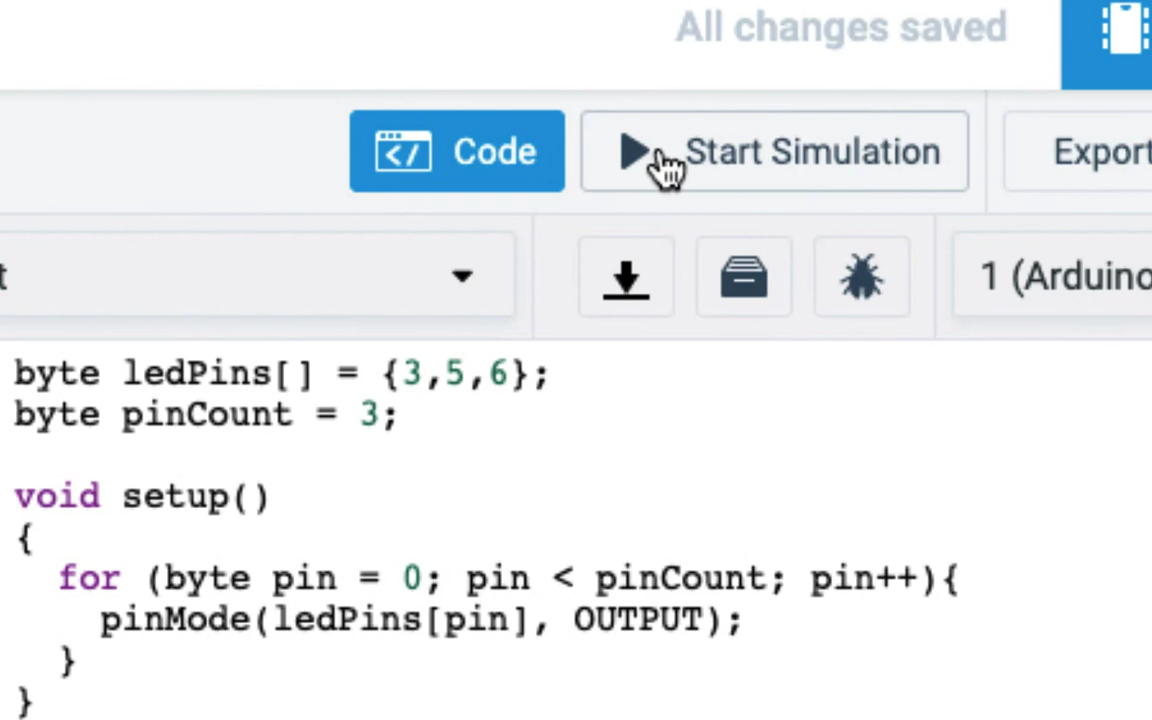 All changes saved
Code
Start Simulation
Export
t
1 (Arduino
byte ledPins[] = {3,5,6};
byte pinCount = 3;
void setup()
{
for (byte pin = 0; pin < pinCount; pin++){
pinMode(ledPins[pin], OUTPUT);
}
}